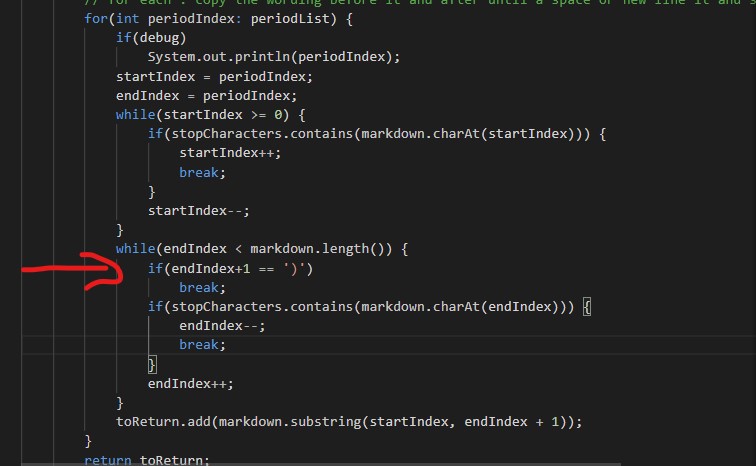 // for each . copy the wording before it and after until a space or new line it and s
for(int periodIndex: periodList) {
if(debug)
System.out.println(periodIndex);
startIndex = periodIndex;
endIndex = periodIndex;
while(startIndex >= 0) {
if(stopCharacters.contains(markdown.charAt(startIndex))) {
startIndex++;
break;
}
startIndex--;
}
while(endIndex < markdown.length()) {
if(endIndex+1 == ')')
break;
if(stopCharacters.contains(markdown.charAt(endIndex))) {
endIndex--;
break;
}
endIndex++;
}
toReturn.add(markdown.substring(startIndex, endIndex + 1));
}
return toReturn;